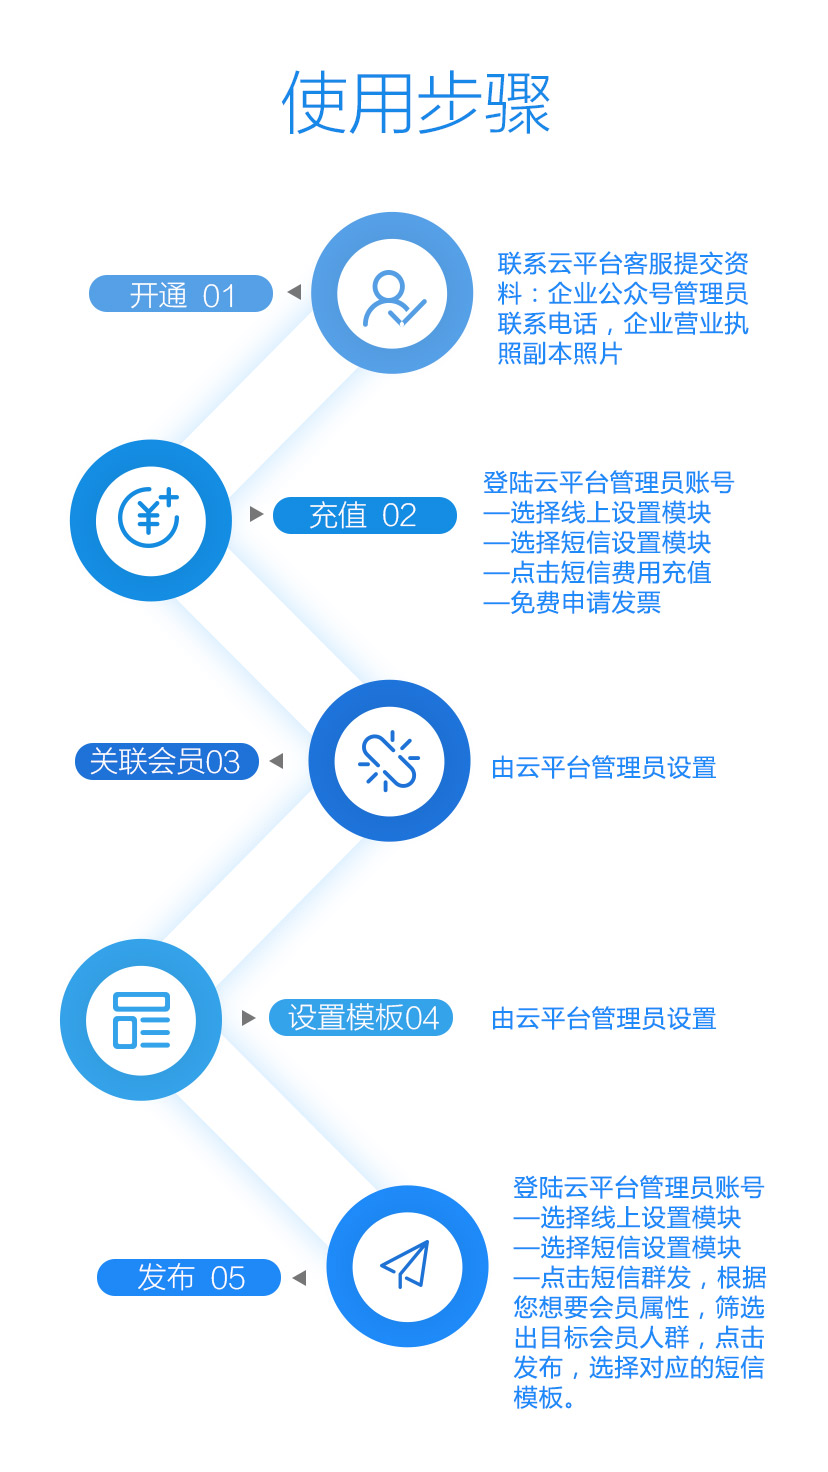 使用步骤
开通 01
联系云平台客服提交资
料：企业公众号管理员
联系电话，企业营业执
照副本照片
充值 02
登陆云平台管理员账号
—选择线上设置模块
—选择短信设置模块
—点击短信费用充值
—免费申请发票
关联会员03
由云平台管理员设置
设置模板04
由云平台管理员设置
发布 05
登陆云平台管理员账号
—选择线上设置模块
—选择短信设置模块
—点击短信群发，根据
您想要会员属性，筛选
出目标会员人群，点击
发布，选择对应的短信
模板。